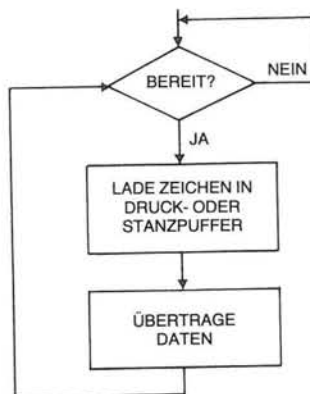 BEREIT?
NEIN
JA
LADE ZEICHEN IN
DRUCK- ODER
STANZPUFFER
ÜBERTRAGE
DATEN